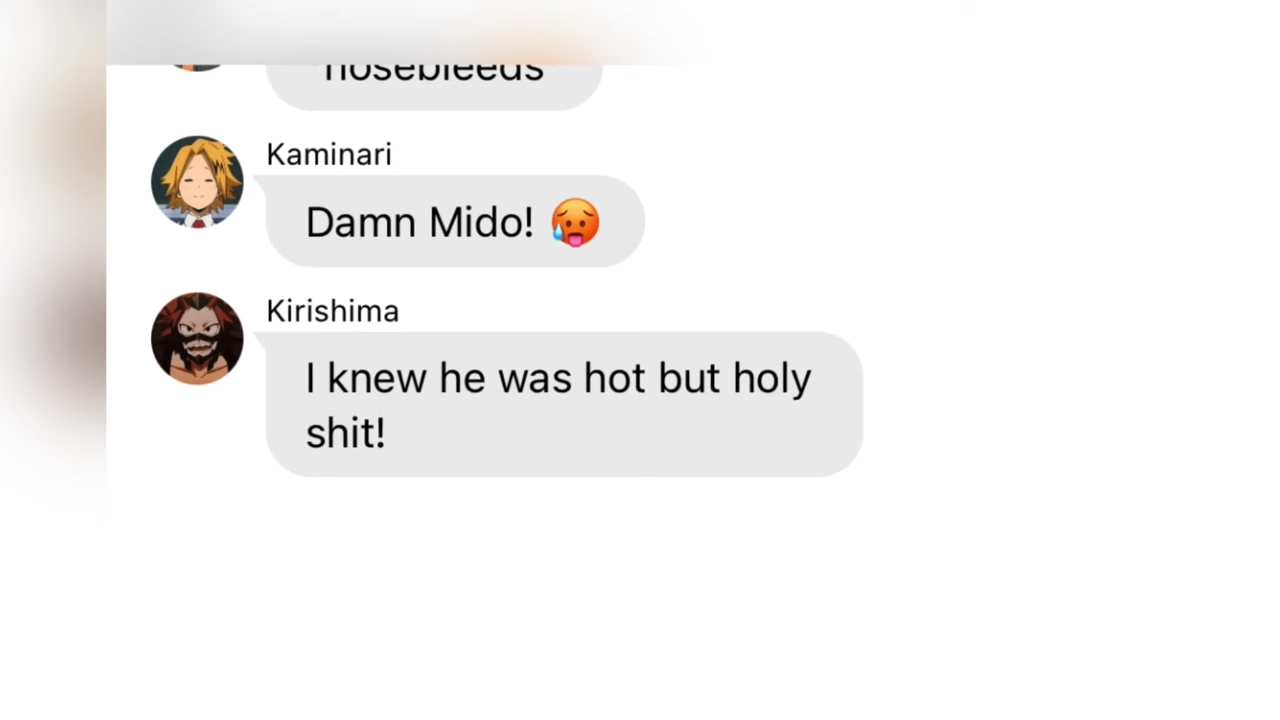 *nosebleeds*
Kaminari
Damn Mido! 🥵
Kirishima
I knew he was hot but holy
shit!